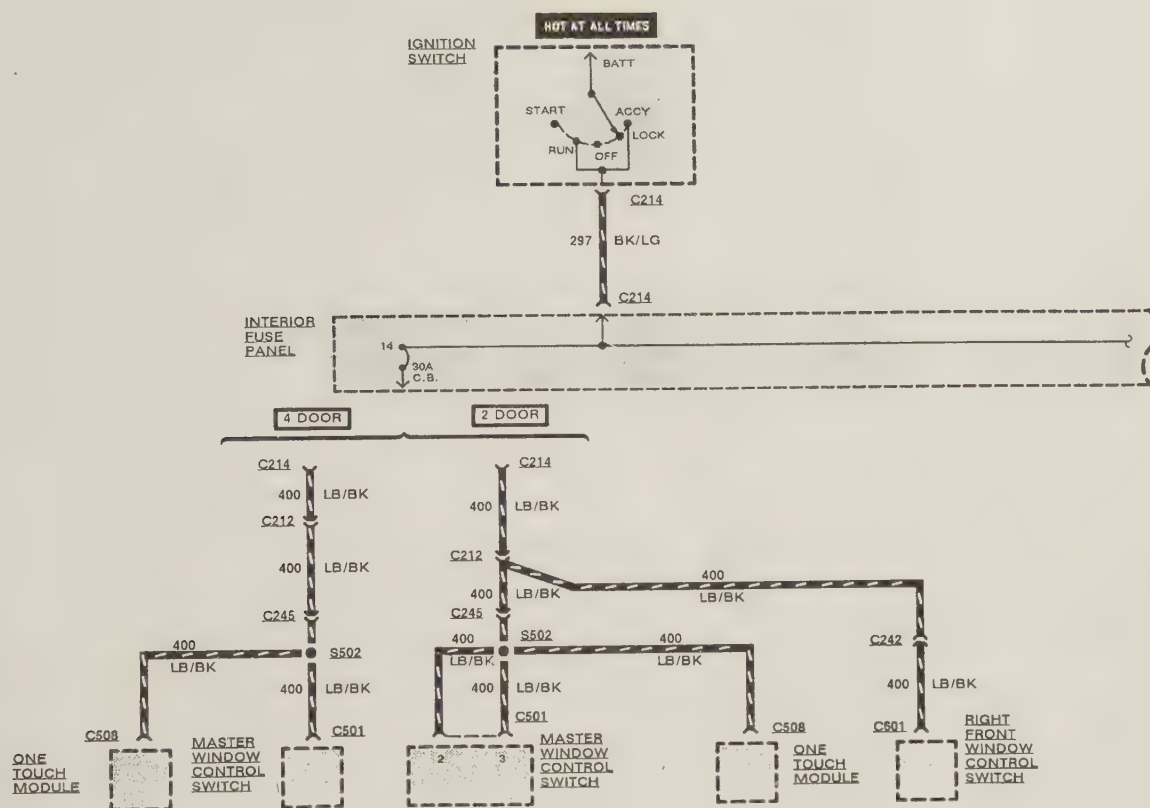 HOT AT ALL TIMES
IGNITION
SWITCH
BATT
START
ACCY
LOCK
RUN
OFF
C214
297 BK/LG
C214
INTERIOR
FUSE
PANEL
14
30A
C.B.
4 DOOR
2 DOOR
C214
C214
400 LB/BK
400 LB/BK
C212
C212
400 LB/BK
400 LB/BK
400
LB/BK
C245
C245
400
S502
400
S502
400
C242
LB/BK
LB/BK
LB/BK
400 LB/BK
400 LB/BK
400 LB/BK
C508
C501
C501
C508
C601
ONE
TOUCH
MODULE
MASTER
WINDOW
CONTROL
SWITCH
2 3
MASTER
WINDOW
CONTROL
SWITCH
ONE
TOUCH
MODULE
RIGHT
FRONT
WINDOW
CONTROL
SWITCH